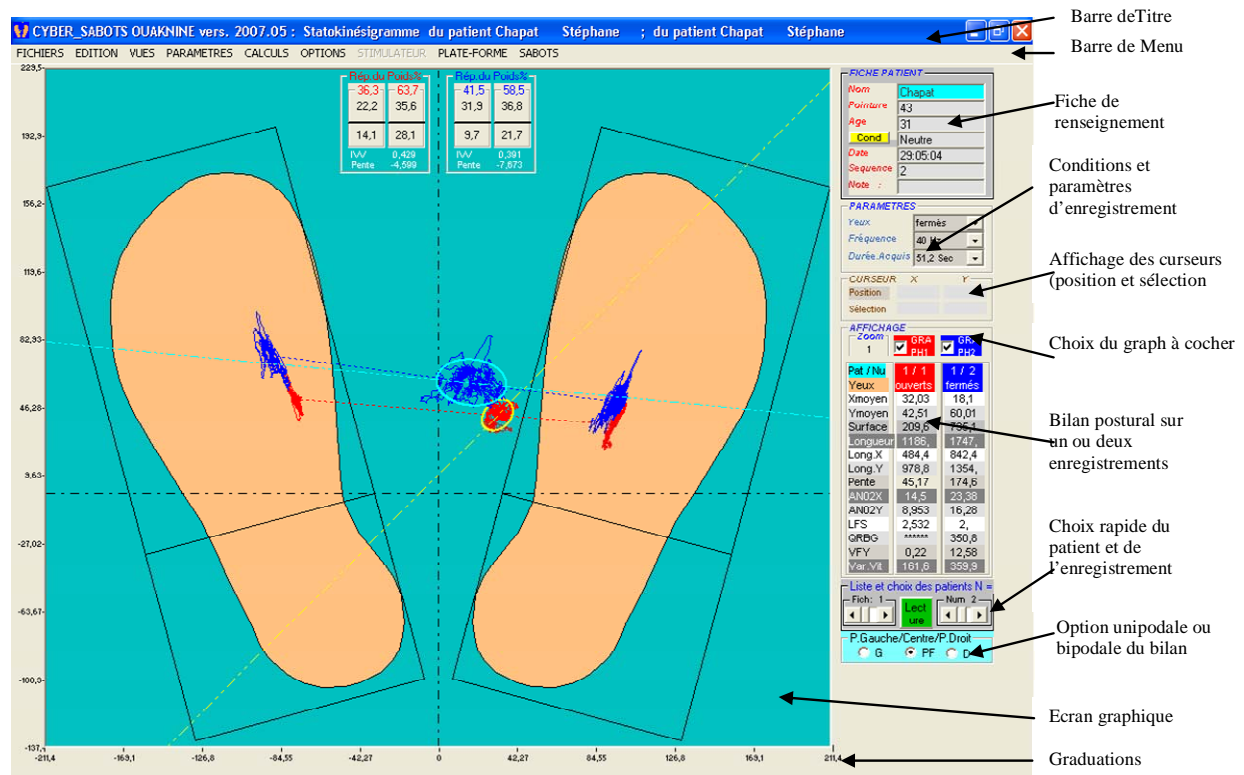 CYBER_SABOTS OUAKNINE vers. 2007.05 : Statokinésigramme du patient Chapat Stéphane ; du patient Chapat Stéphane
Barre deTitre
FICHIERS EDITION VUES PARAMETRES CALCULS OPTIONS STIMULATEUR PLATE-FORME SABOTS
Barre de Menu
229,5
192,9
156,2
119,6
82,93
46,28
9,63
-27,02
-63,67
-100,0
-137,1
-211,4 -169,1 -126,8 -84,55 -42,27 0 42,27 84,55 126,8 169,1 211,4
Rép.du Poids%
36,3 63,7
22,2 35,6
14,1 28,1
IVV 0,429
Pente -4,599
Rép.du Poids%
41,5 58,5
31,9 36,8
9,7 21,7
IVV 0,391
Pente -7,673
FICHE PATIENT
Nom Chapat
Pointure 43
Age 31
Cond Neutre
Date 29:05:04
Sequence 2
Note :
Fiche de
renseignement
PARAMETRES
Yeux fermès
Fréquence 40 Hz
Durée.Acquis 51,2 Sec
Conditions et
paramètres
d’enregistrement
CURSEUR X Y
Position
Sélection
Affichage des curseurs
(position et sélection
AFFICHAGE
Zoom
1
GRA
PH1
GRA
PH2
Choix du graph à cocher
Pat / Nu 1 / 1 1 / 2
Yeux ouverts fermés
Xmoyen 32,03 18,1
Ymoyen 42,51 60,01
Surface 209,6
Longueur 1186, 1747,
Long.X 484,4 842,4
Long.Y 978,8 1354,
Pente 45,17 174,6
AN02X 14,5 23,38
AN02Y 8,953 16,28
LFS 2,532 2,
QRBG ****** 350,8
VFY 0,22 12,58
Var.Vit 161,6 359,9
Bilan postural sur
un ou deux
enregistrements
Liste et choix des patients N =
Fich: 1
Lect
ure
Num 2
Choix rapide du
patient et de
l’enregistrement
P.Gauche/Centre/P.Droit
G PF D
Option unipodale ou
bipodale du bilan
Ecran graphique
Graduations